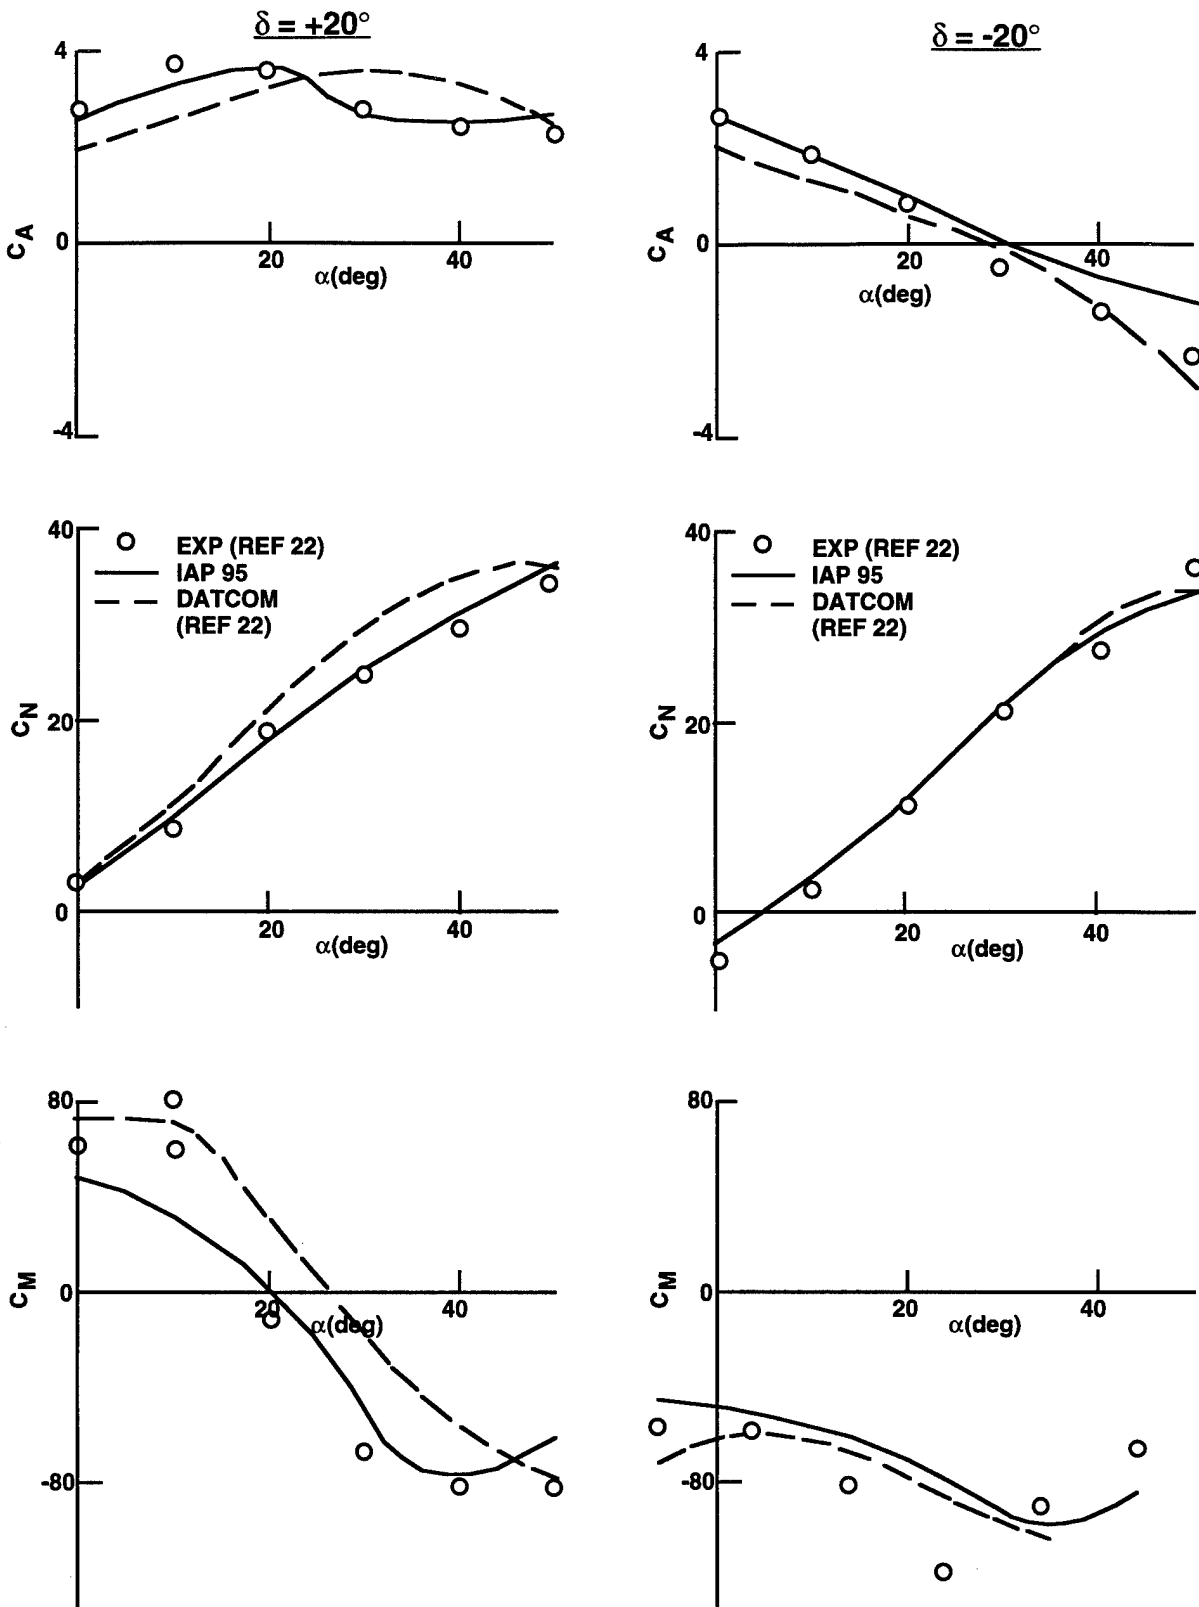 δ = +20°
4
C_A
0
20
40
α(deg)
-4
δ = -20°
4
C_A
0
20
40
α(deg)
-4
40
EXP (REF 22)
IAP 95
DATCOM
(REF 22)
C_N
20
0
20
40
α(deg)
40
EXP (REF 22)
IAP 95
DATCOM
(REF 22)
C_N
20
0
20
40
α(deg)
80
C_M
0
20
40
α(deg)
-80
80
C_M
0
20
40
α(deg)
-80